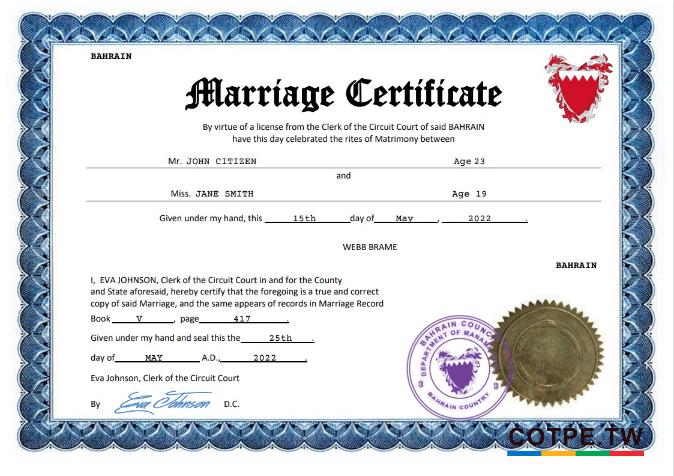 BAHRAIN
Marriage Certificate
By virtue of a license from the Clerk of the Circuit Court of said BAHRAIN
have this day celebrated the rites of Matrimony between
Mr. JOHN CITIZEN Age 23
and
Miss. JANE SMITH Age 19
Given under my hand, this 15th day of May, 2022.
WEBB BRAME
BAHRAIN
I, EVA JOHNSON, Clerk of the Circuit Court in and for the County
and State aforesaid, hereby certify that the foregoing is a true and correct
copy of said Marriage, and the same appears of records in Marriage Record
Book V, page 417.
Given under my hand and seal this the 25th.
day of MAY A.D., 2022.
Eva Johnson, Clerk of the Circuit Court
By Eva Johnson D.C.
BAHRAIN COUNC
DEPARTMENT OF MANAM
3 3
BAHRAIN COUNTRY
COTPE.TW